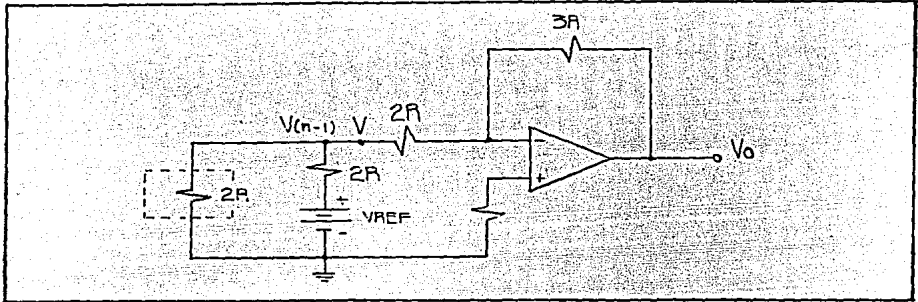 3R
V(n-1) V 2R
2R
2R
+
VREF
-
-
+
Vo